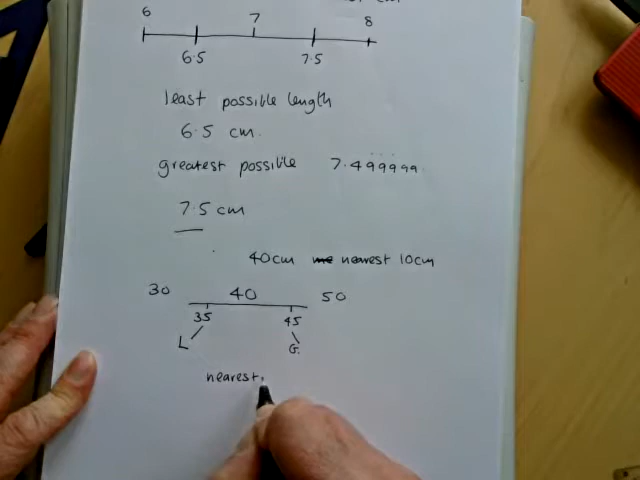 cm
6 7 8
6.5 7.5
least possible length
6.5 cm.
greatest possible 7.499999
7.5 cm
40cm nearest 10cm
30 40 50
35 45
L G.
nearest